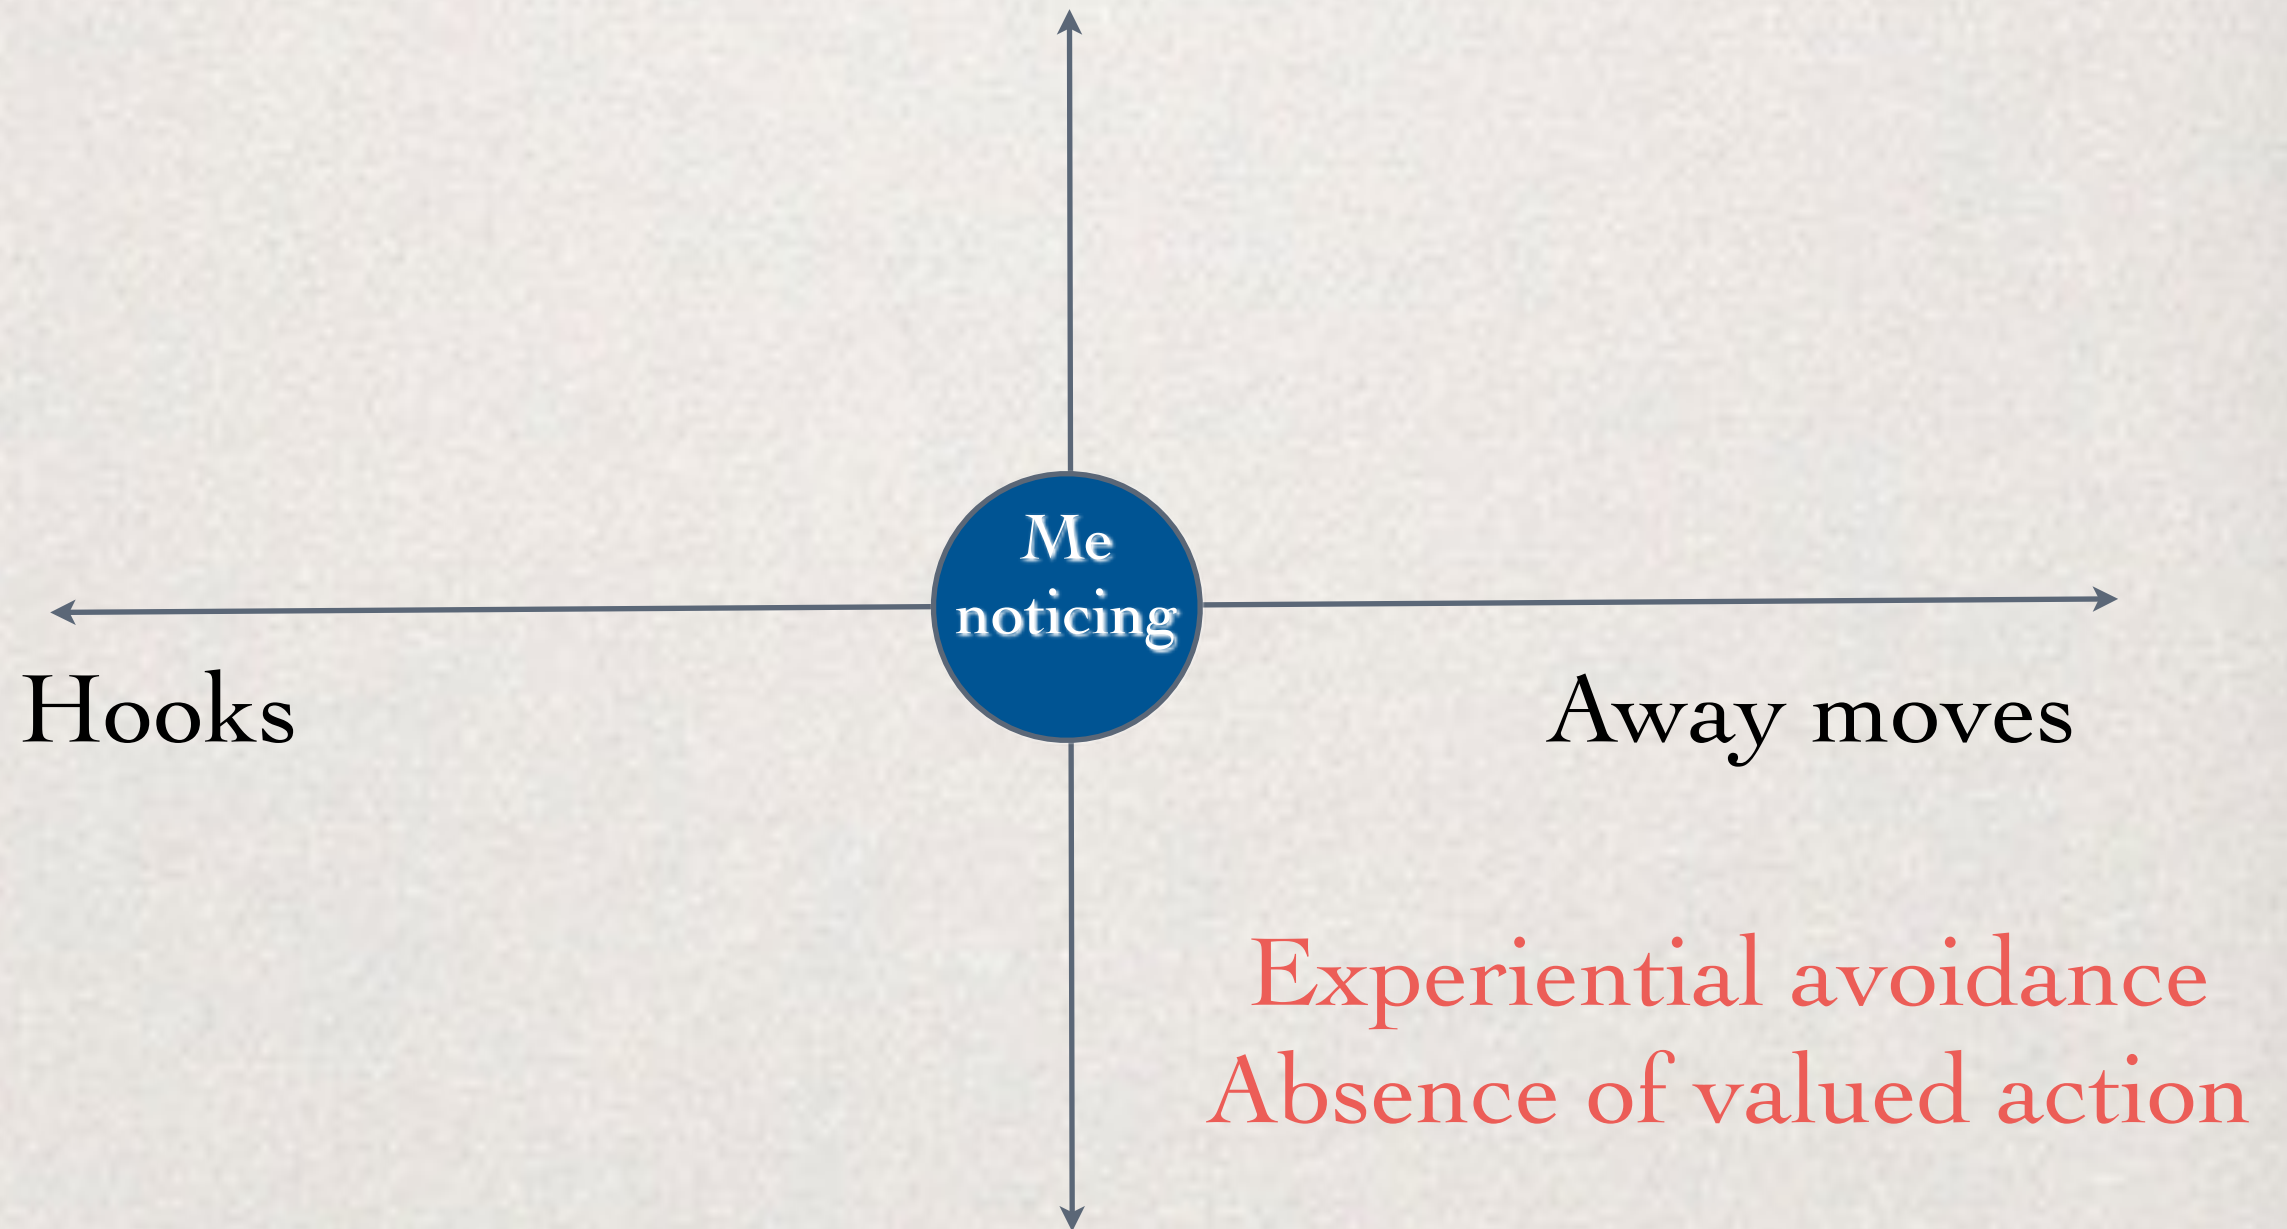 Me
noticing
Hooks
Away moves
Experiential avoidance
Absence of valued action